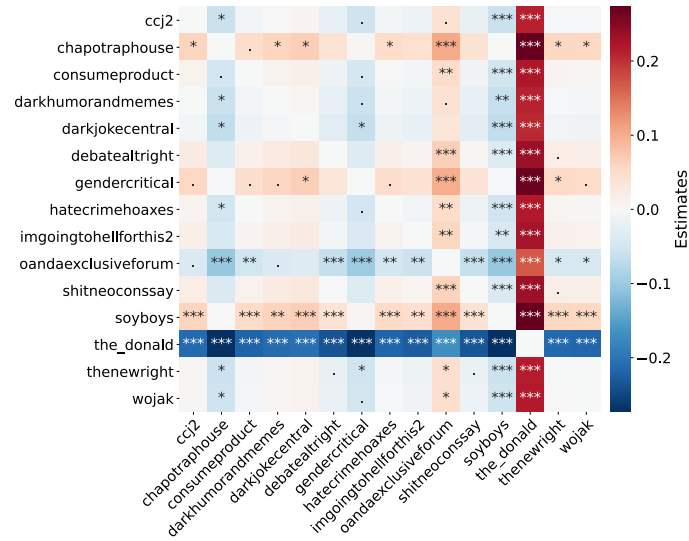 ccj2 * . . *** ***
chapotraphouse * . * * * *** *** * *
consumeproduct . . ** *** ***
darkhumorandmemes * . . ** ***
darkjokecentral * * *** ***
debatealtright *** *** *** .
gendercritical . . . * . *** *** * .
hatecrimehoaxes * . ** *** ***
imgoingtohellforthis2 ** ** ***
oandaexclusiveforum . *** ** . *** *** ** ** *** *** *** * *
shitneoconssay *** *** *** .
soyboys *** *** ** *** *** *** ** *** *** *** *** ***
the_donald *** *** *** *** *** *** *** *** *** *** *** *** *** ***
thenewright * . * * . *** ***
wojak * . * *** ***
ccj2
chapotraphouse
consumeproduct
darkhumorandmemes
darkjokecentral
debatealtright
gendercritical
hatecrimehoaxes
imgoingtohellforthis2
oandaexclusiveforum
shitneoconssay
soyboys
the_donald
thenewright
wojak
0.2
0.1
0.0
−0.1
−0.2
Estimates